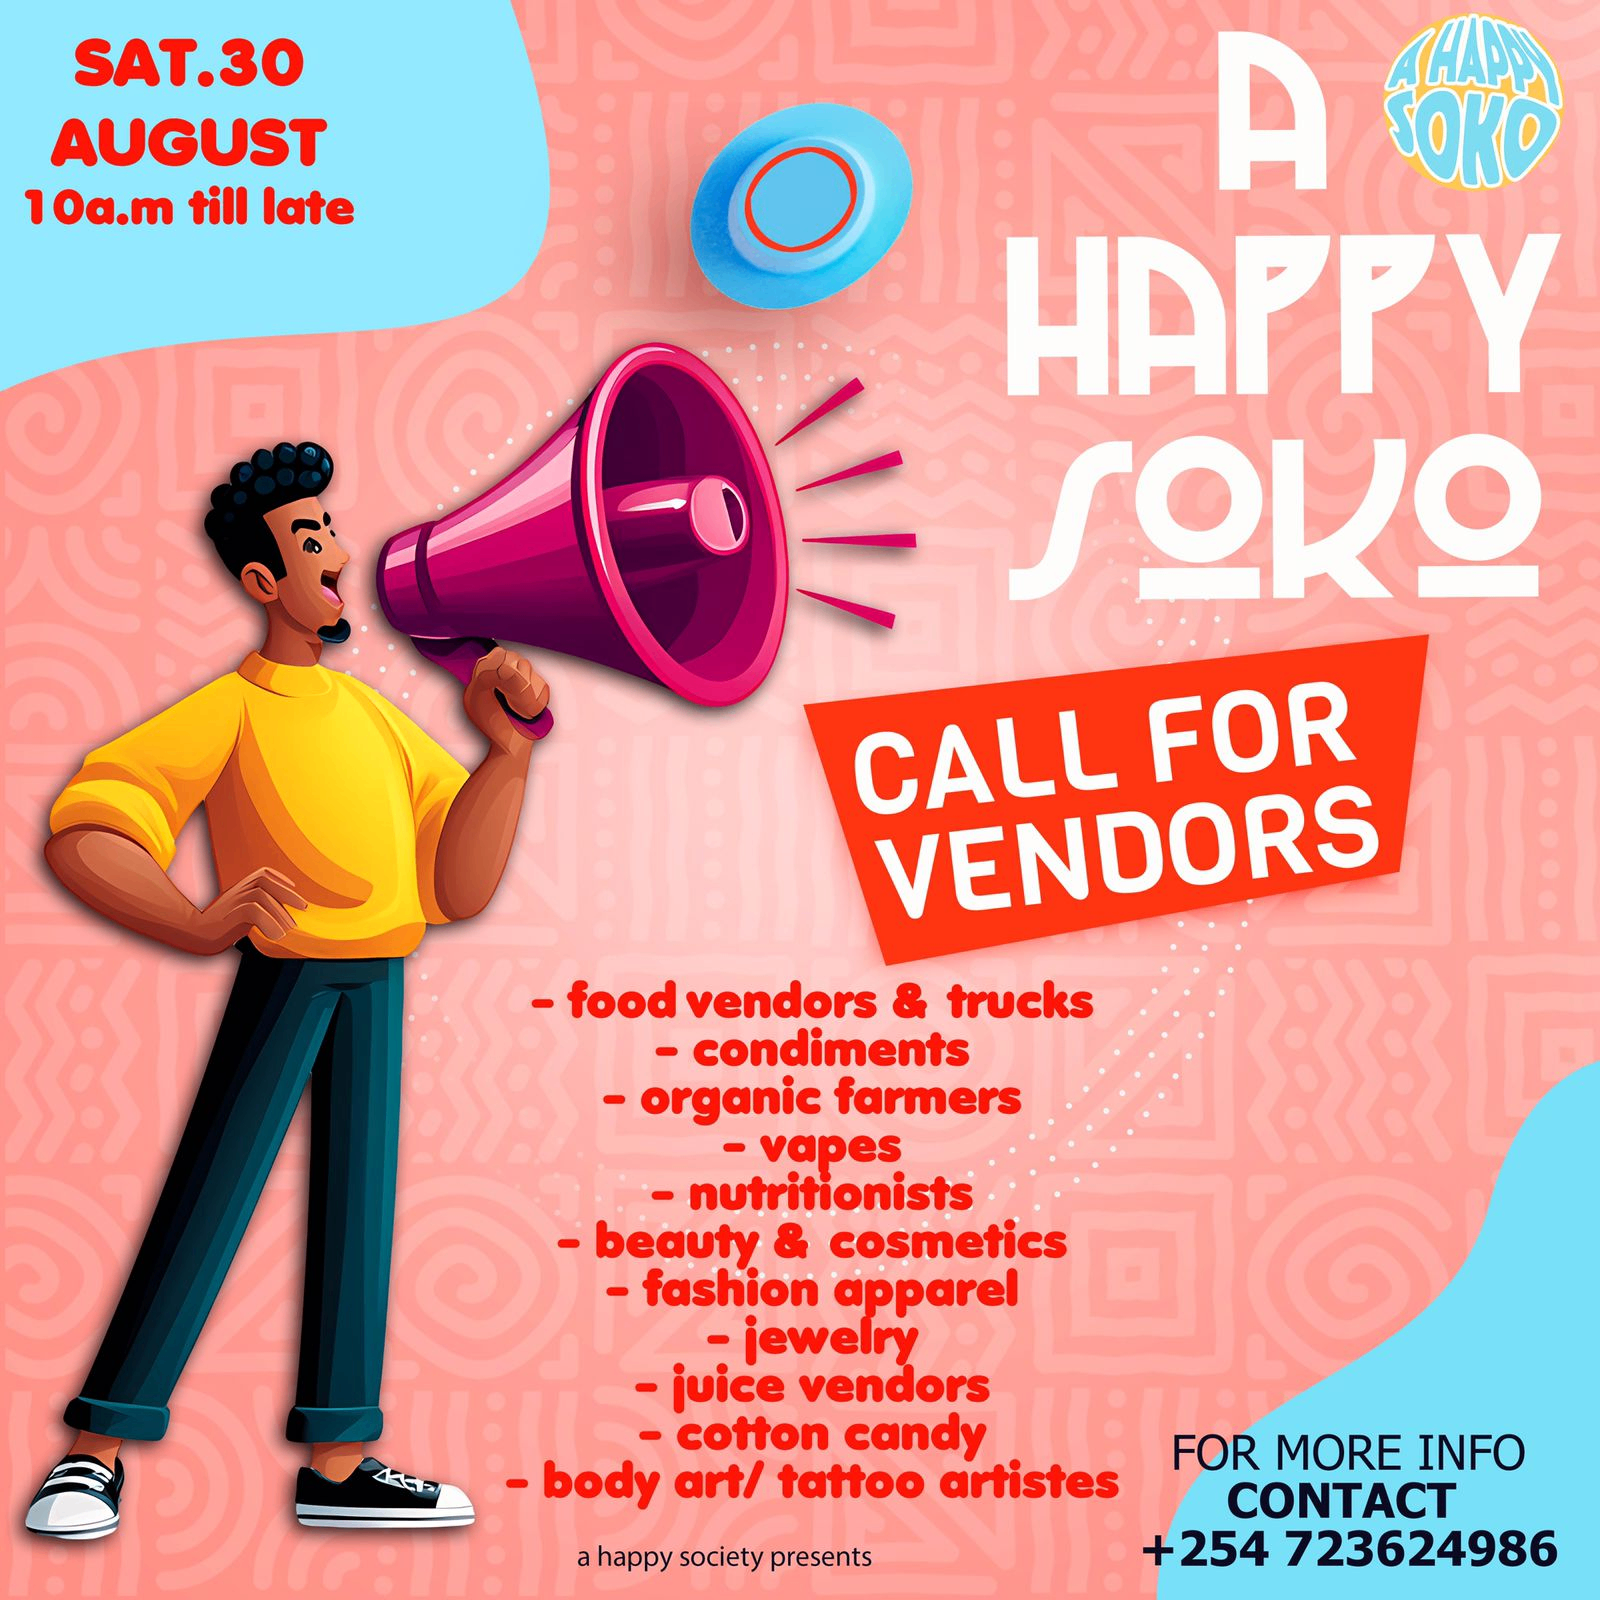 SAT.30
AUGUST
10a.m till late
A
HAPPY
SOKO
A HAPPY
SOKO
CALL FOR
VENDORS
- food vendors & trucks
- condiments
- organic farmers
- vapes
- nutritionists
- beauty & cosmetics
- fashion apparel
- jewelry
- juice vendors
- cotton candy
- body art/ tattoo artistes
a happy society presents
FOR MORE INFO
CONTACT
+254 723624986